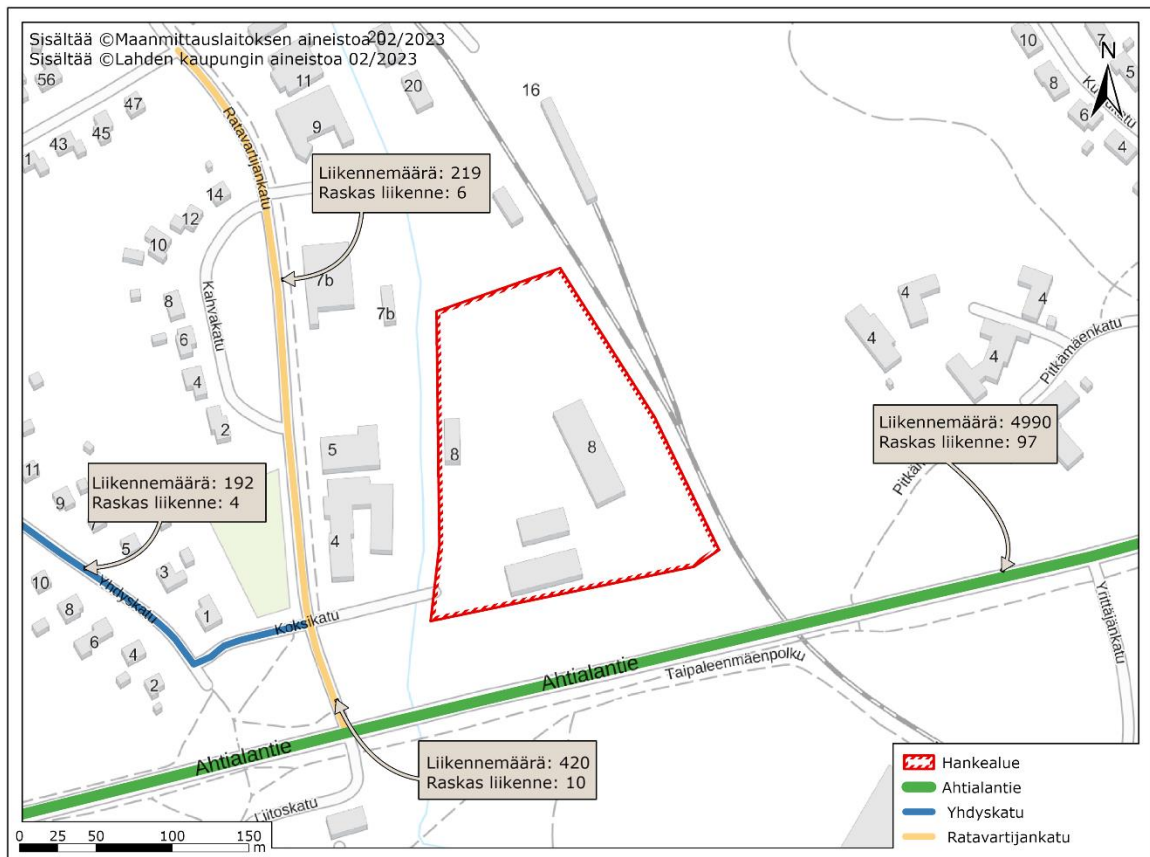 Sisältää ©Maanmittauslaitoksen aineistoa 02/2023
Sisältää ©Lahden kaupungin aineistoa 02/2023
N
20
20
11
9
16
10
8
6
4
7
5
56
47
45
43
1
Ratavartijankatu
Liikennemäärä: 219
Raskas liikenne: 6
14
12
10
8
6
4
2
Kahvakatu
7b
7b
5
4
8
8
4
4
4
4
Pitkämäenkatu
Liikennemäärä: 4990
Raskas liikenne: 97
Liikennemäärä: 192
Raskas liikenne: 4
11
9
7
5
3
1
10
8
6
4
2
Yhdyskatu
Koksikatu
Ahtialantie
Ahtialantie
Taipaleenmäenpolku
Yrittäjänkatu
Liitoskatu
Liikennemäärä: 420
Raskas liikenne: 10
Hankealue
Ahtialantie
Yhdyskatu
Ratavartijankatu
0 25 50 100 150
m